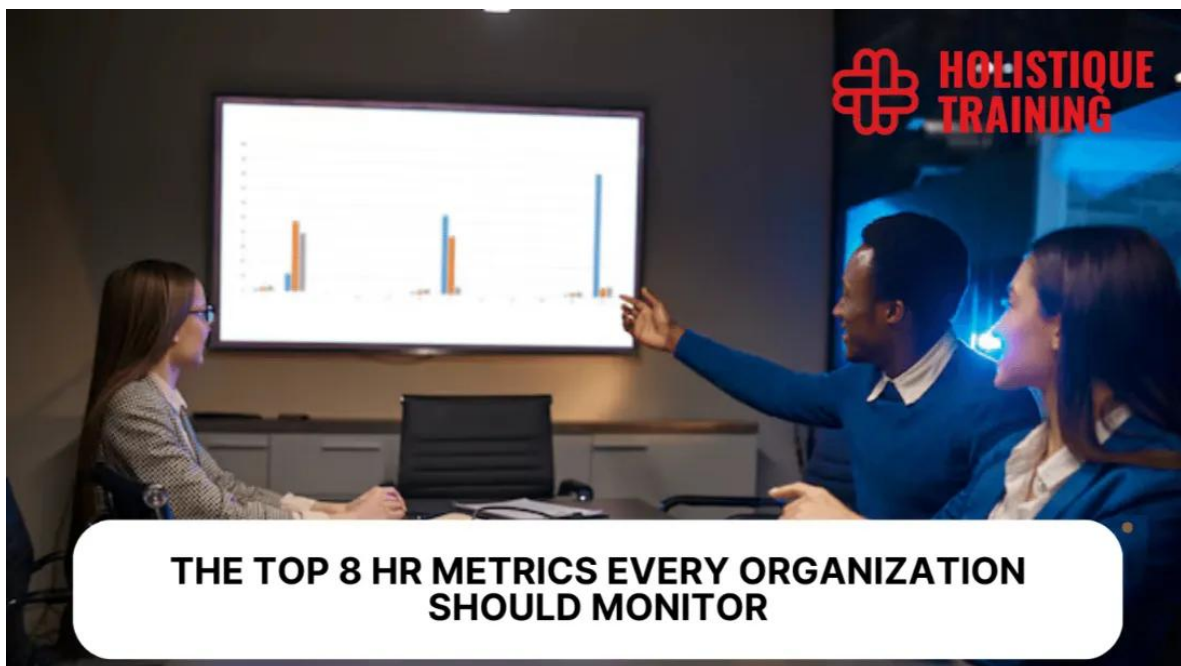 HOLISTIQUE
TRAINING
THE TOP 8 HR METRICS EVERY ORGANIZATION
SHOULD MONITOR